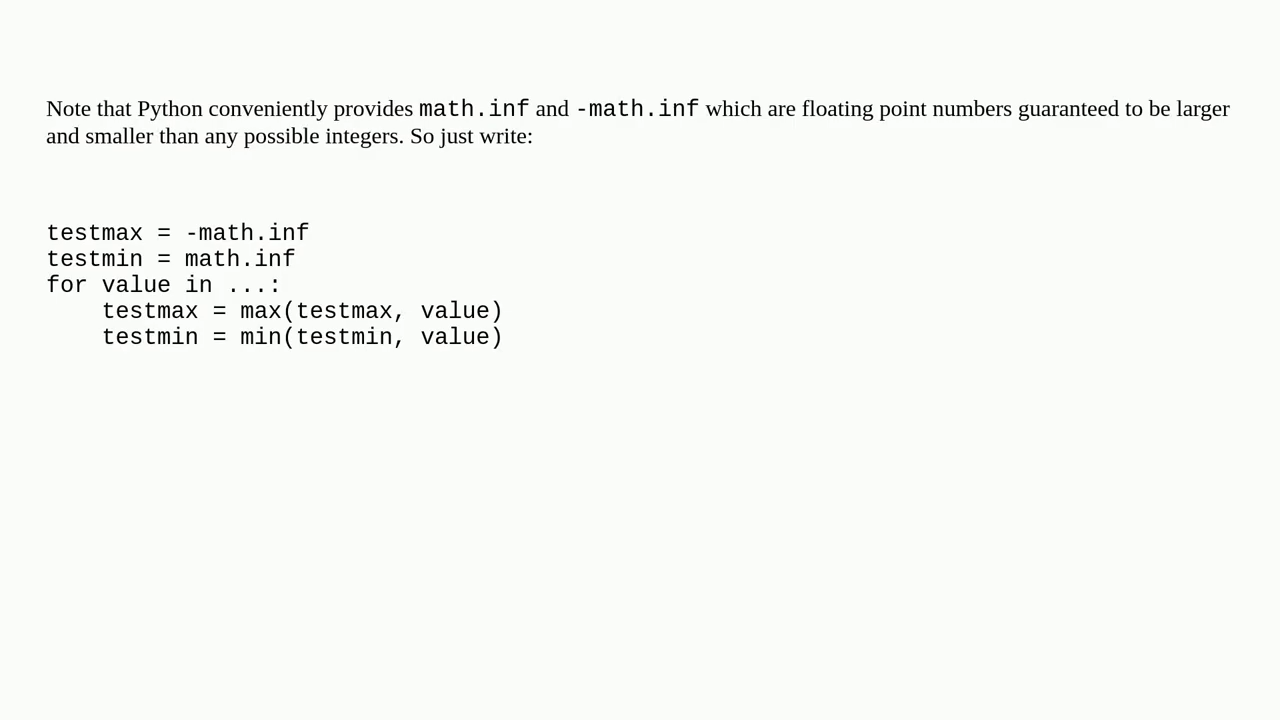 Note that Python conveniently provides math.inf and -math.inf which are floating point numbers guaranteed to be larger
and smaller than any possible integers. So just write:
testmax = -math.inf
testmin = math.inf
for value in ...:
    testmax = max(testmax, value)
    testmin = min(testmin, value)